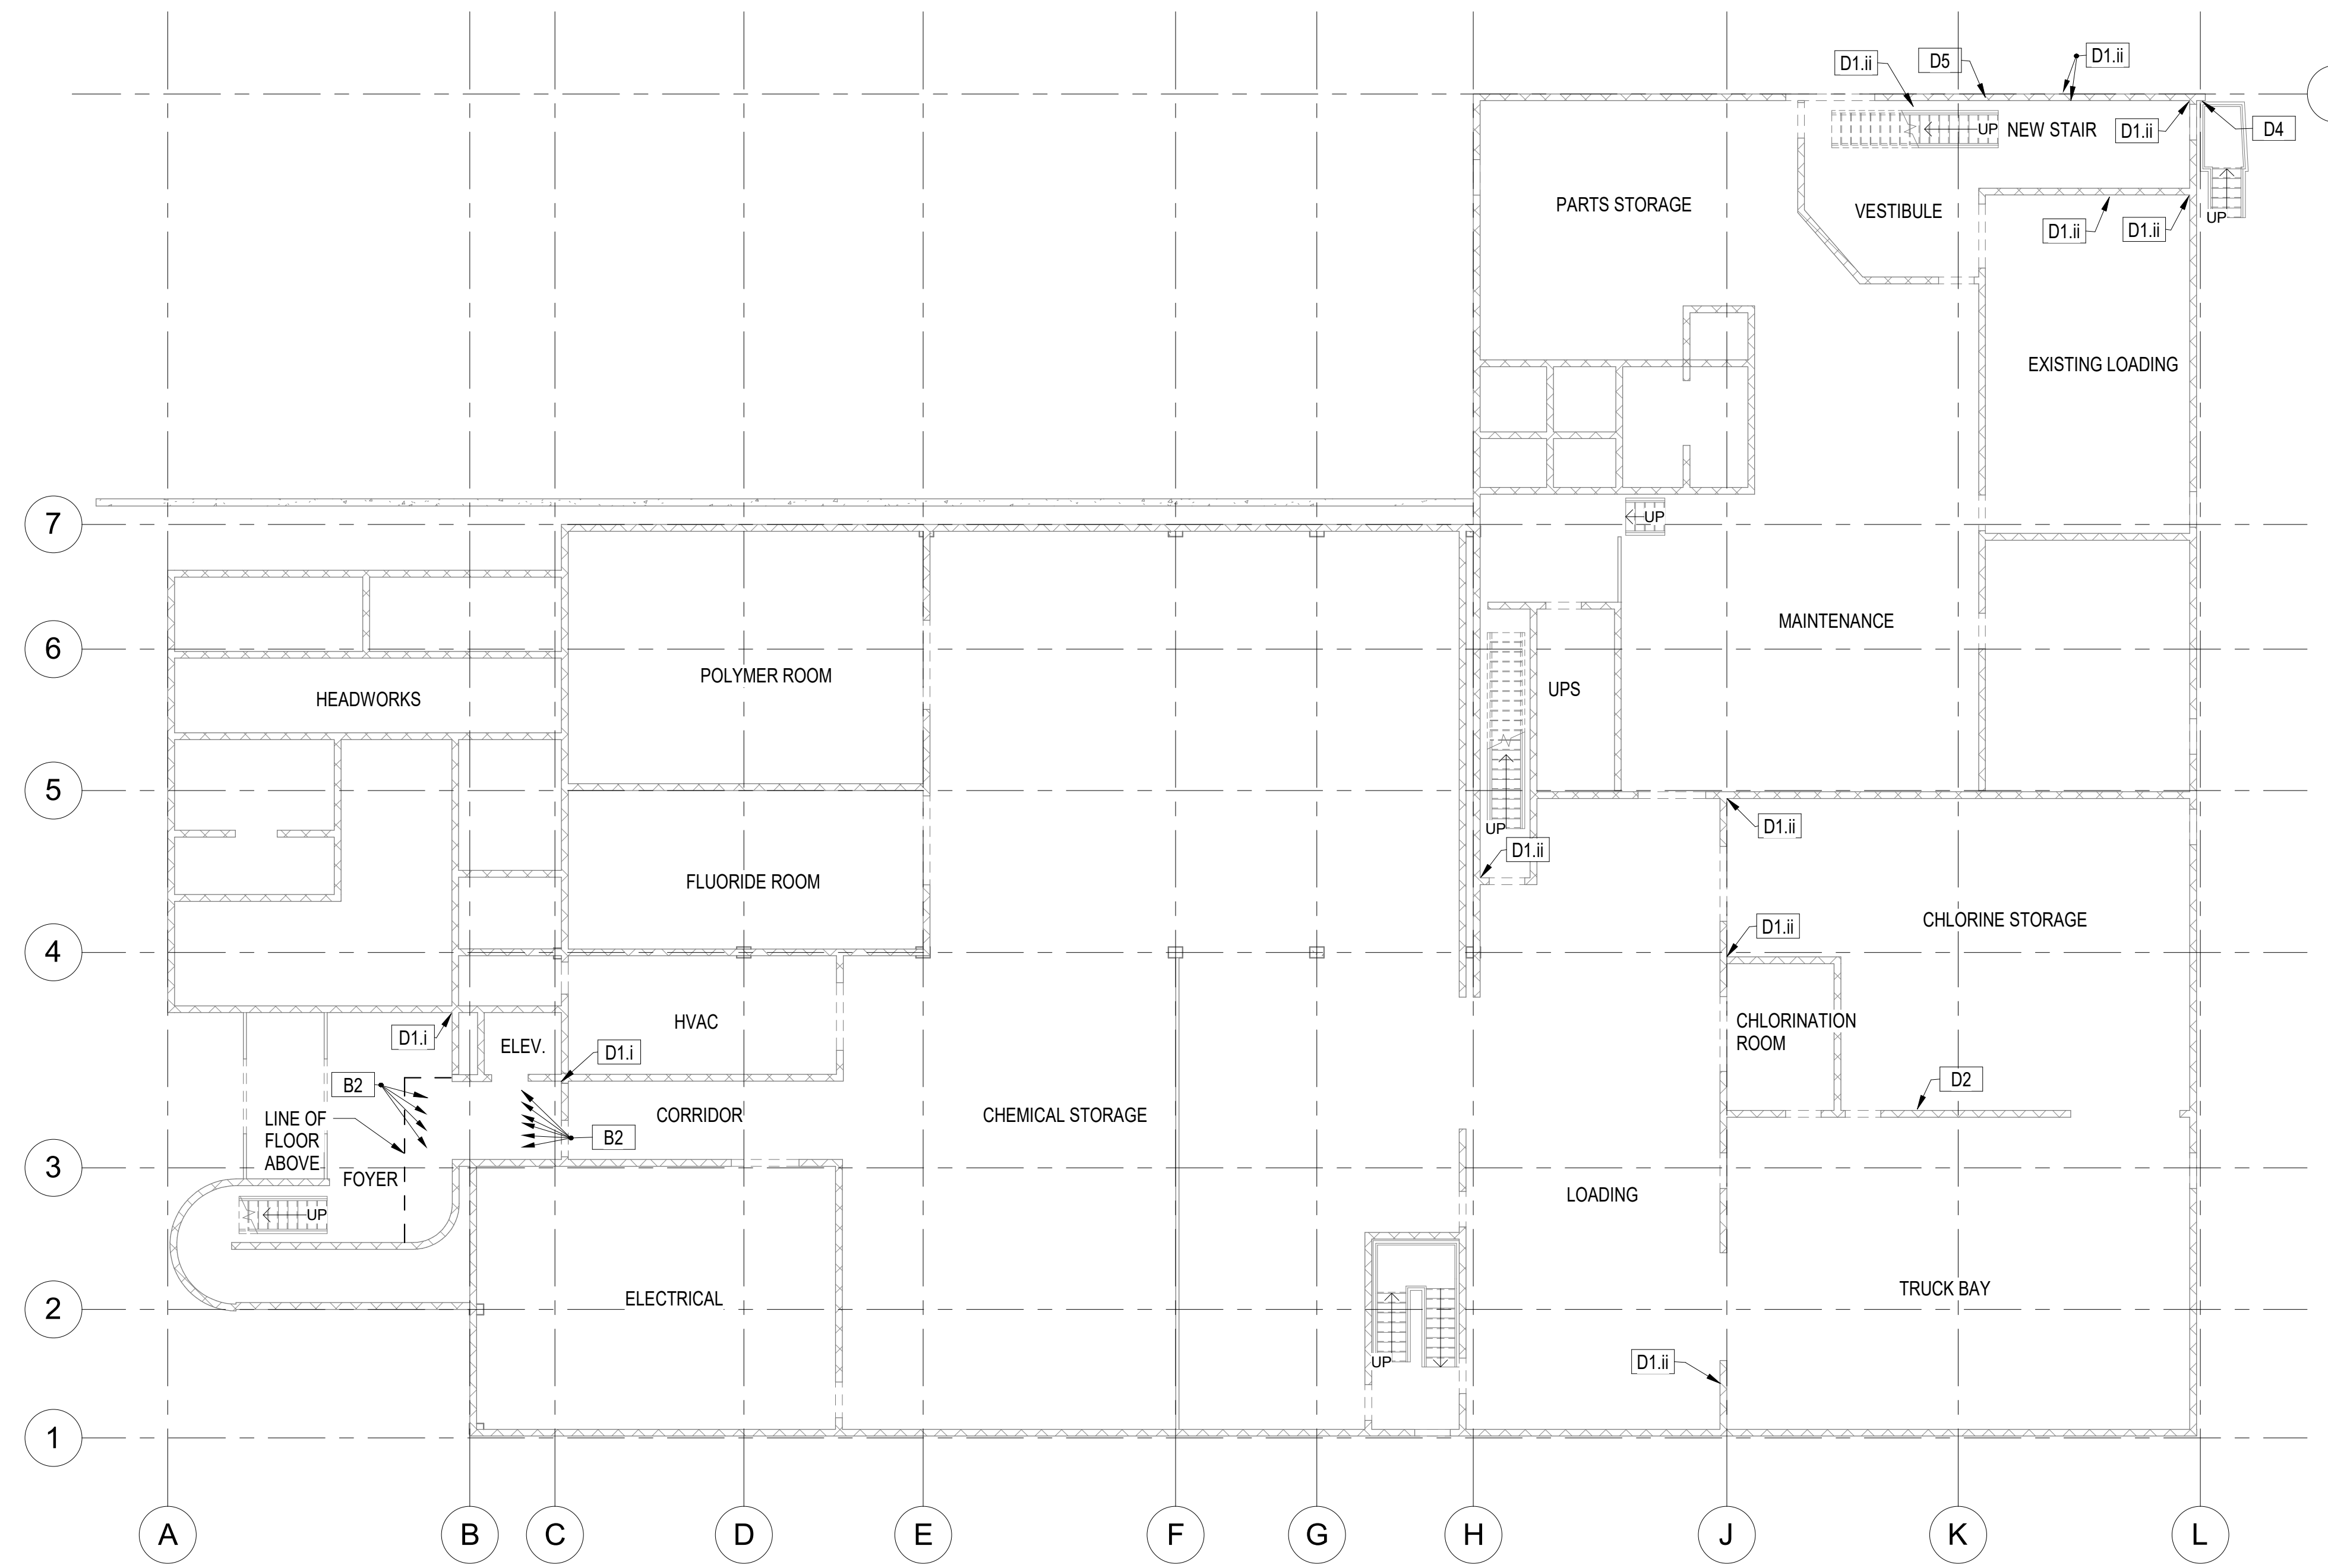 D1.ii
D5
D1.ii
UP
NEW STAIR
D1.ii
D4
PARTS STORAGE
VESTIBULE
UP
D1.ii
D1.ii
EXISTING LOADING
7
UP
6
MAINTENANCE
POLYMER ROOM
UPS
HEADWORKS
5
UP
D1.ii
D1.ii
FLUORIDE ROOM
4
CHLORINE STORAGE
D1.ii
HVAC
CHLORINATION
ROOM
D1.i
ELEV.
D1.i
B2
D2
LINE OF
FLOOR
ABOVE
CORRIDOR
CHEMICAL STORAGE
B2
3
FOYER
LOADING
UP
2
ELECTRICAL
TRUCK BAY
UP
D1.ii
1
A
B
C
D
E
F
G
H
J
K
L